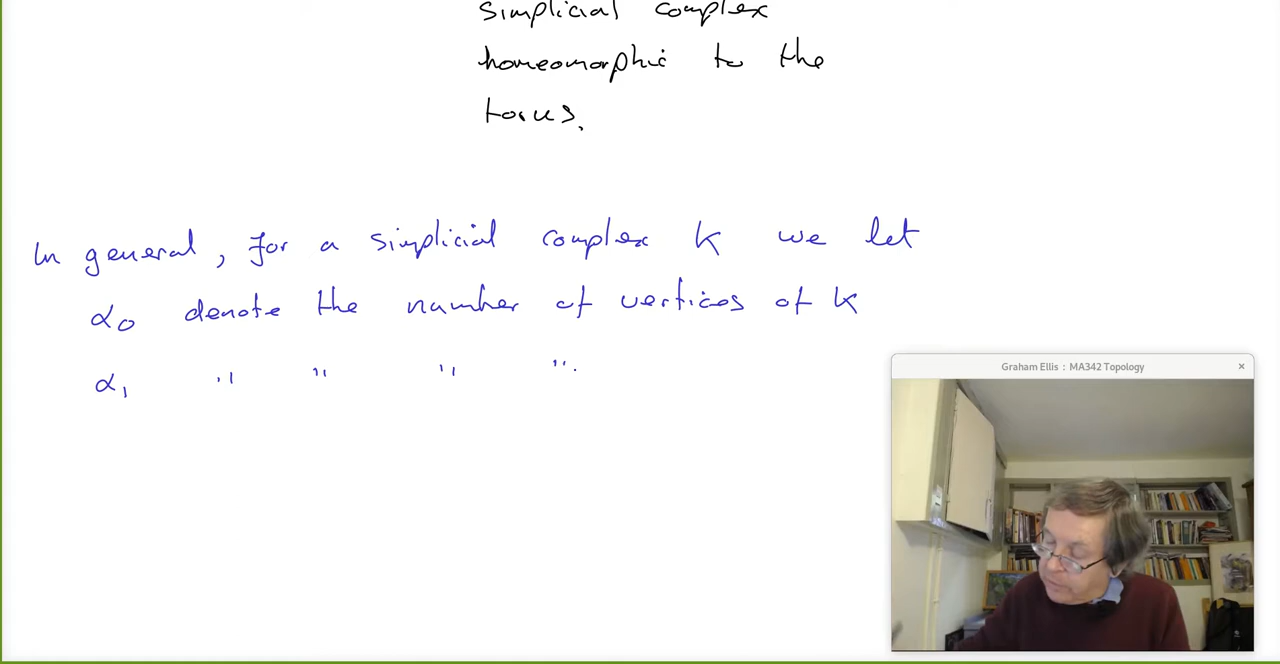 simplicial complex
homeomorphic to the
torus.
In general, for a simplicial complex K we let
α0 denote the number of vertices of K
α1 " " " ".
Graham Ellis : MA342 Topology